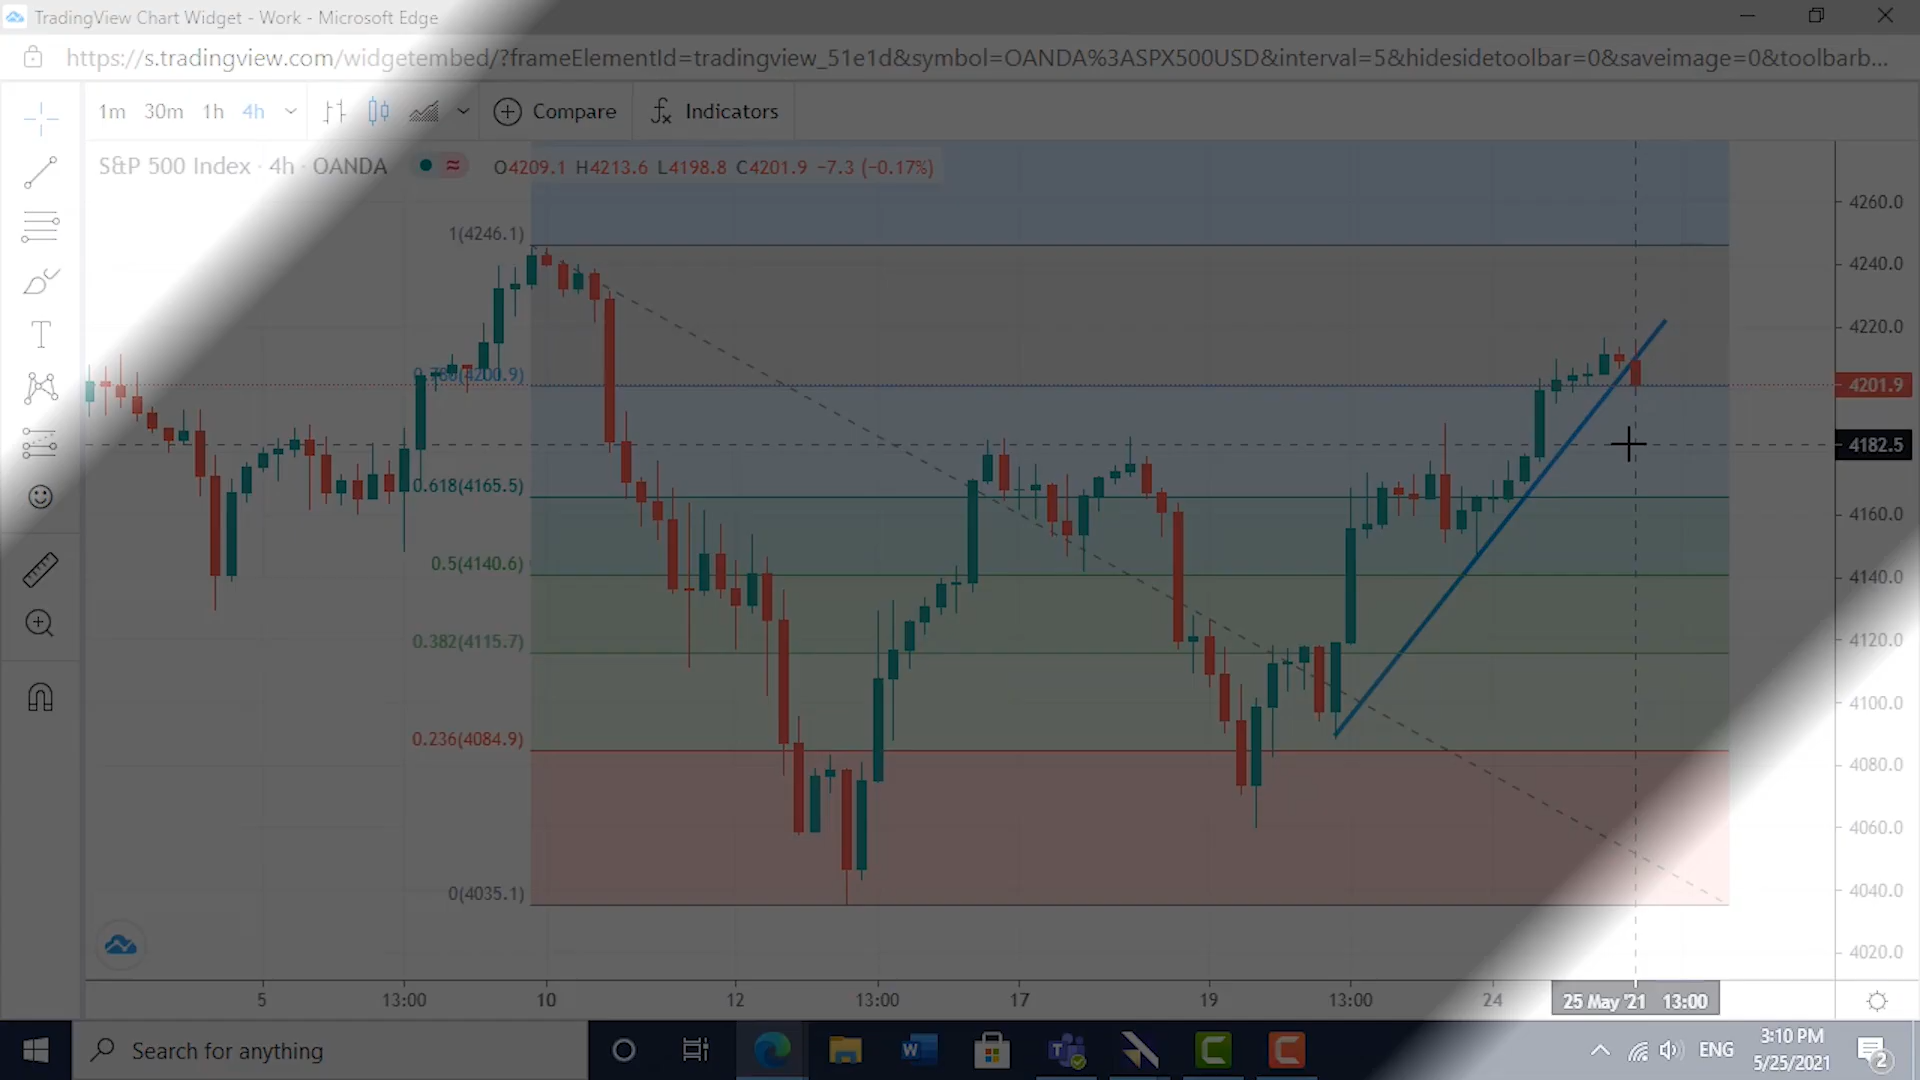 TradingView Chart Widget - Work - Microsoft Edge
https://s.tradingview.com/widgetembed/?frameElementId=tradingview_51e1d&symbol=OANDA%3ASPX500USD&interval=5&hidesidetoolbar=0&saveimage=0&toolbarb...
1m 30m 1h 4h Compare Indicators
S&P 500 Index · 4h · OANDA O4209.1 H4213.6 L4198.8 C4201.9 −7.3 (−0.17%)
4260.0
1(4246.1)
4240.0
4220.0
0.786(4200.9)
4201.9
4182.5
0.618(4165.5)
4160.0
0.5(4140.6)
4140.0
0.382(4115.7)
4120.0
4100.0
0.236(4084.9)
4080.0
4060.0
0(4035.1)
4040.0
4020.0
5 13:00 10 12 13:00 17 19 13:00 24 25 May '21 13:00
Search for anything
ENG
3:10 PM
5/25/2021
2